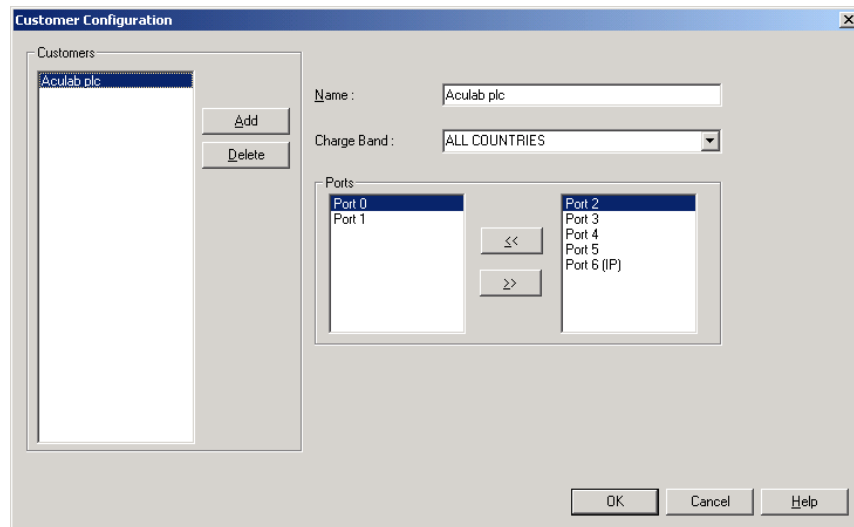 Customer Configuration
Customers
Aculab plc
Add
Delete
Name :
Aculab plc
Charge Band :
ALL COUNTRIES
Ports
Port 0
Port 1
<<
>>
Port 2
Port 3
Port 4
Port 5
Port 6 (IP)
OK
Cancel
Help